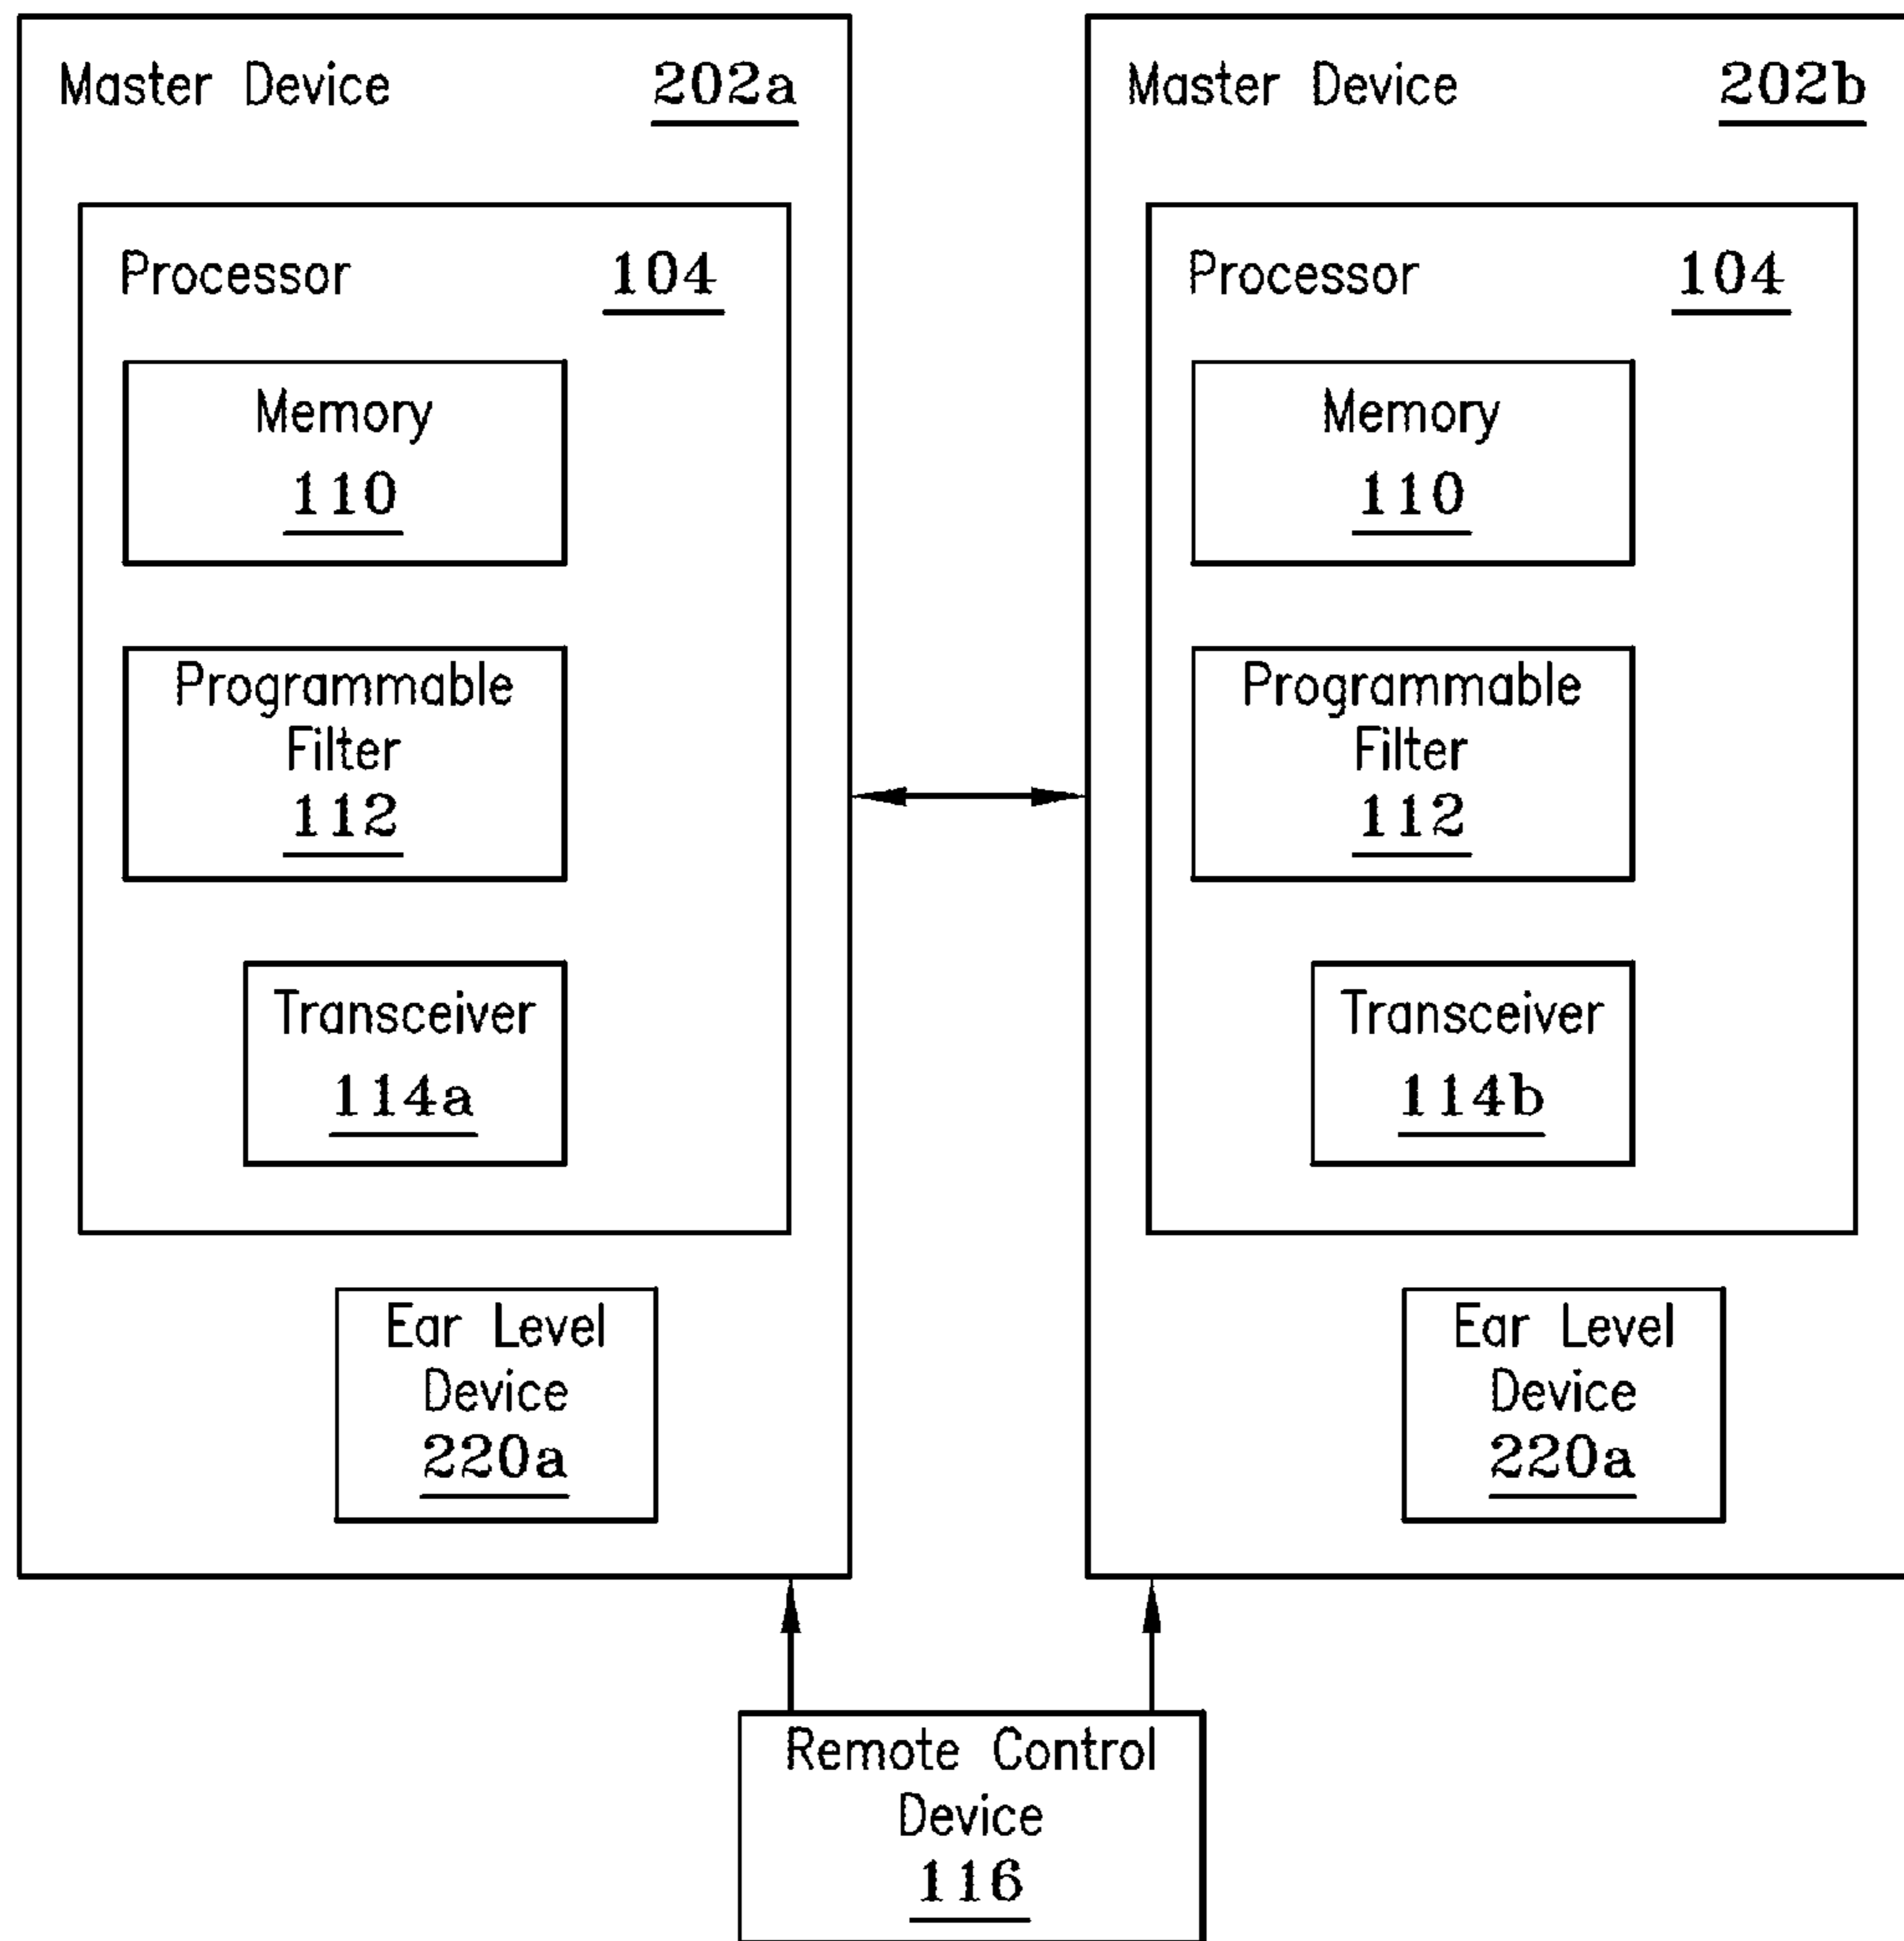 Master Device 202a
Processor 104
Memory
110
Programmable
Filter
112
Transceiver
114a
Ear Level
Device
220a
Master Device 202b
Processor 104
Memory
110
Programmable
Filter
112
Transceiver
114b
Ear Level
Device
220a
Remote Control
Device
116